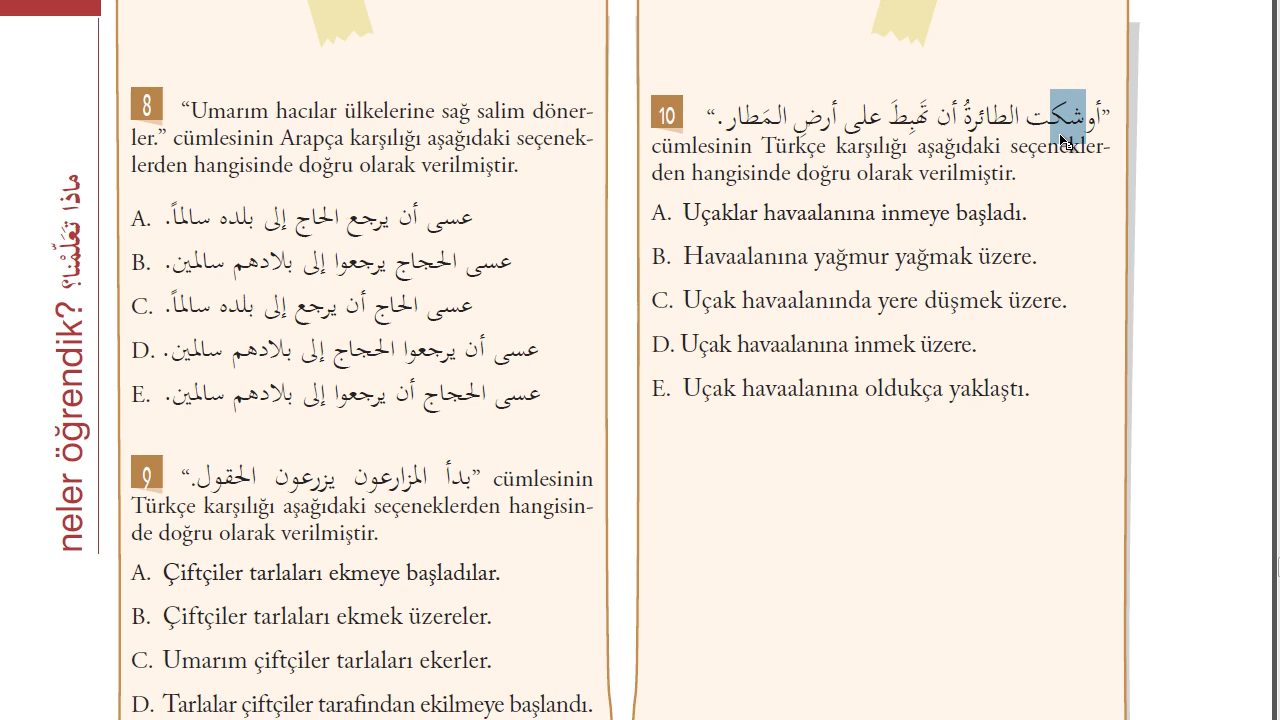 neler öğrendik? ماذا تَعَلَّمْنا؟
8 “Umarım hacılar ülkelerine sağ salim döner-
ler.” cümlesinin Arapça karşılığı aşağıdaki seçenek-
lerden hangisinde doğru olarak verilmiştir.
A. عسى أن يرجع الحاج إلى بلده سالماً.
B. عسى الحجاج يرجعوا إلى بلادهم سالمين.
C. عسى الحاج أن يرجع إلى بلده سالماً.
D. عسى أن يرجعوا الحجاج إلى بلادهم سالمين.
E. عسى الحجاج أن يرجعوا إلى بلادهم سالمين.
9 “بدأ المزارعون يزرعون الحقول.” cümlesinin
Türkçe karşılığı aşağıdaki seçeneklerden hangisin-
de doğru olarak verilmiştir.
A. Çiftçiler tarlaları ekmeye başladılar.
B. Çiftçiler tarlaları ekmek üzereler.
C. Umarım çiftçiler tarlaları ekerler.
D. Tarlalar çiftçiler tarafından ekilmeye başlandı.
10 “أوشكت الطائرةُ أن تَهبِطَ على أرضِ المَطار.”
cümlesinin Türkçe karşılığı aşağıdaki seçenekler-
den hangisinde doğru olarak verilmiştir.
A. Uçaklar havaalanına inmeye başladı.
B. Havaalanına yağmur yağmak üzere.
C. Uçak havaalanında yere düşmek üzere.
D. Uçak havaalanına inmek üzere.
E. Uçak havaalanına oldukça yaklaştı.